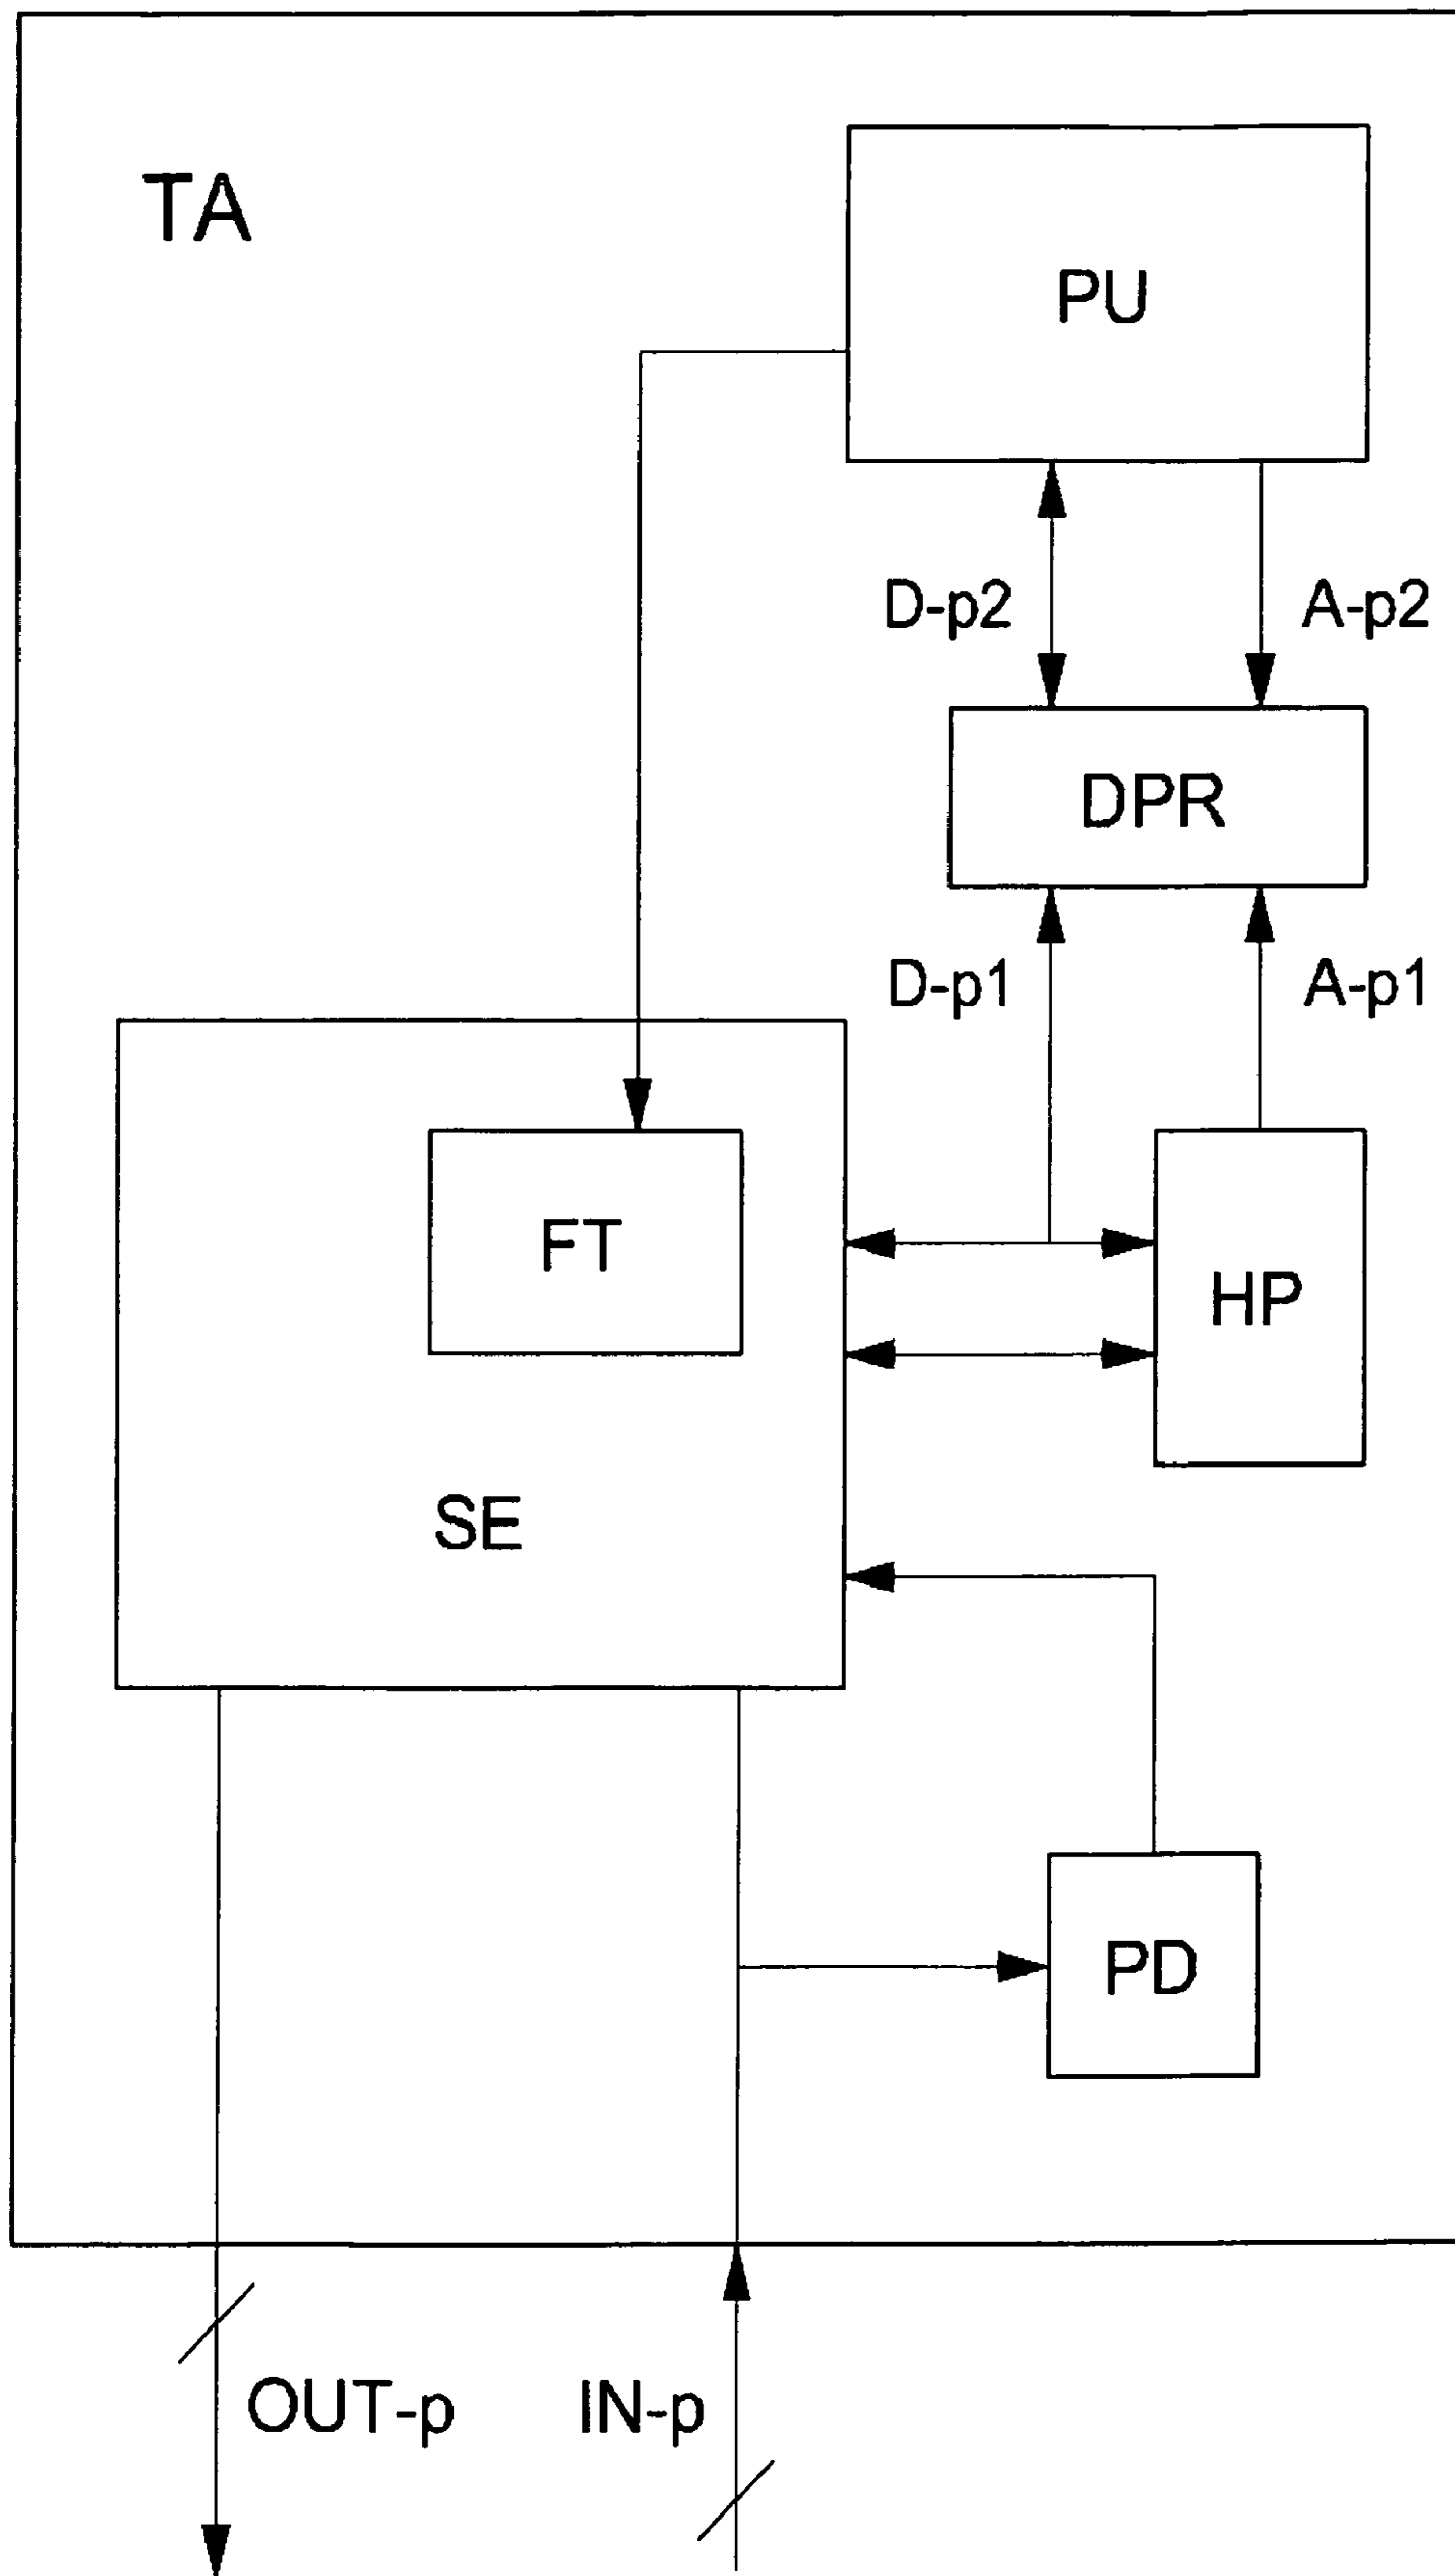 TA
PU
D-p2
A-p2
DPR
D-p1
A-p1
FT
HP
SE
PD
OUT-p
IN-p